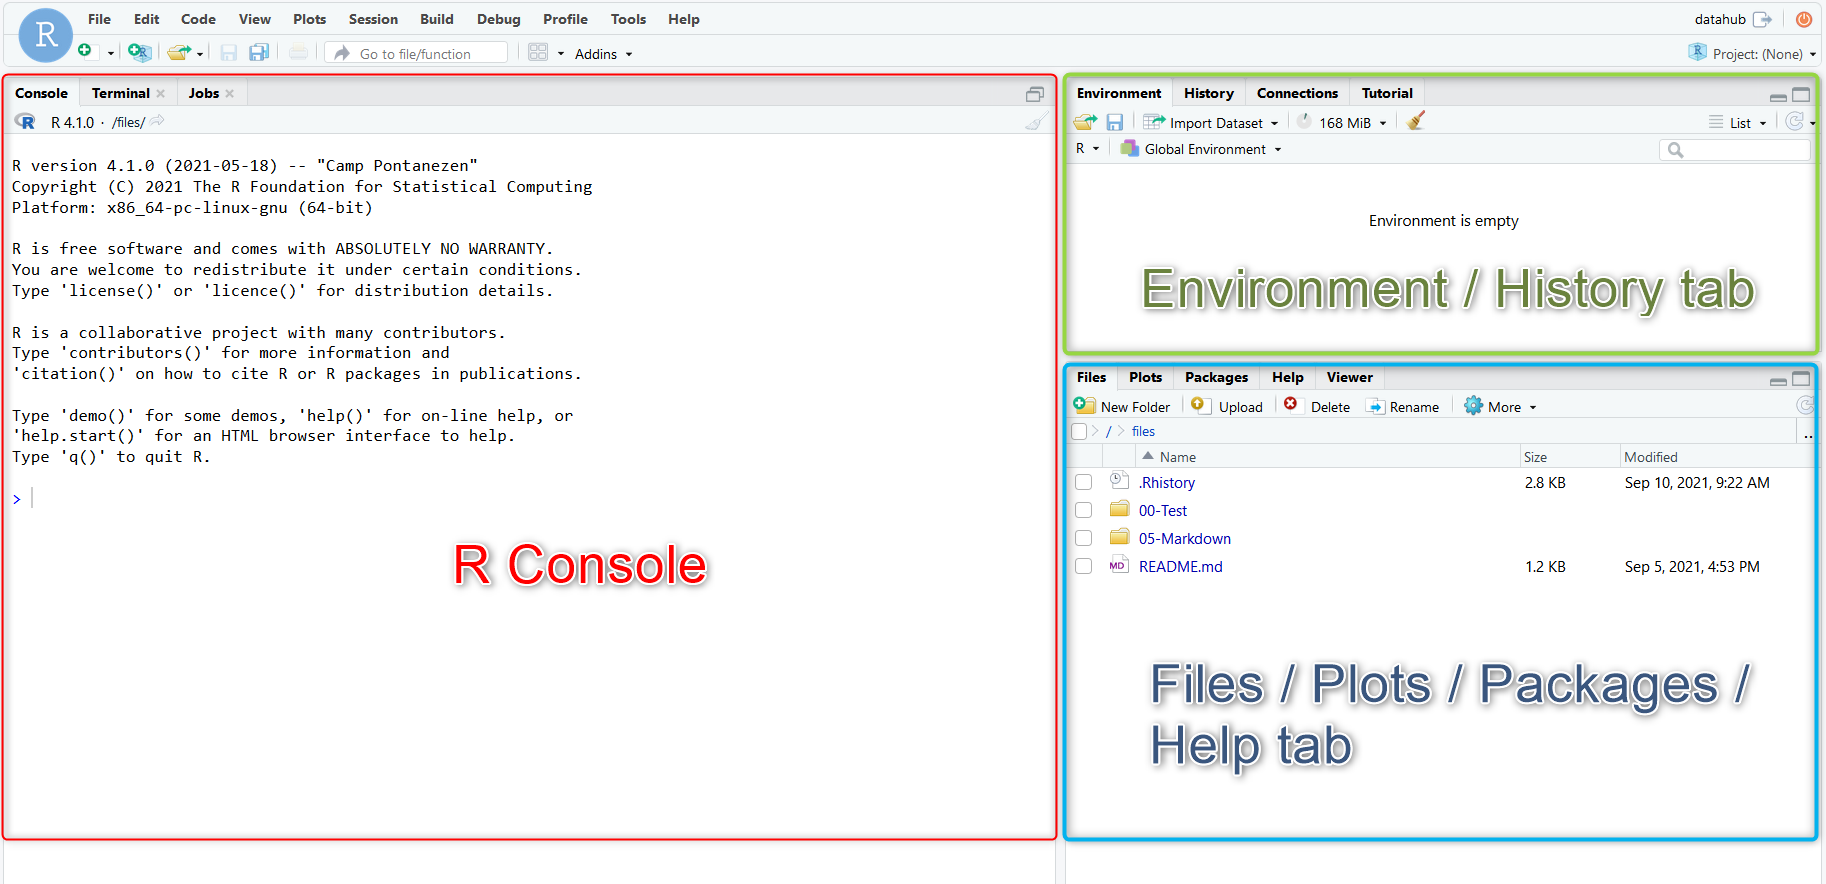 R
File Edit Code View Plots Session Build Debug Profile Tools Help
datahub
Go to file/function
Addins
R
Project: (None)
Console Terminal Jobs
R R 4.1.0 · /files/
R version 4.1.0 (2021-05-18) -- "Camp Pontanezen"
Copyright (C) 2021 The R Foundation for Statistical Computing
Platform: x86_64-pc-linux-gnu (64-bit)
R is free software and comes with ABSOLUTELY NO WARRANTY.
You are welcome to redistribute it under certain conditions.
Type 'license()' or 'licence()' for distribution details.
R is a collaborative project with many contributors.
Type 'contributors()' for more information and
'citation()' on how to cite R or R packages in publications.
Type 'demo()' for some demos, 'help()' for on-line help, or
'help.start()' for an HTML browser interface to help.
Type 'q()' to quit R.
>
R Console
Environment History Connections Tutorial
Import Dataset 168 MiB List
R Global Environment
Environment is empty
Environment / History tab
Files Plots Packages Help Viewer
New Folder Upload Delete Rename More
/ files ..
Name Size Modified
.Rhistory 2.8 KB Sep 10, 2021, 9:22 AM
00-Test
05-Markdown
MD README.md 1.2 KB Sep 5, 2021, 4:53 PM
Files / Plots / Packages /
Help tab